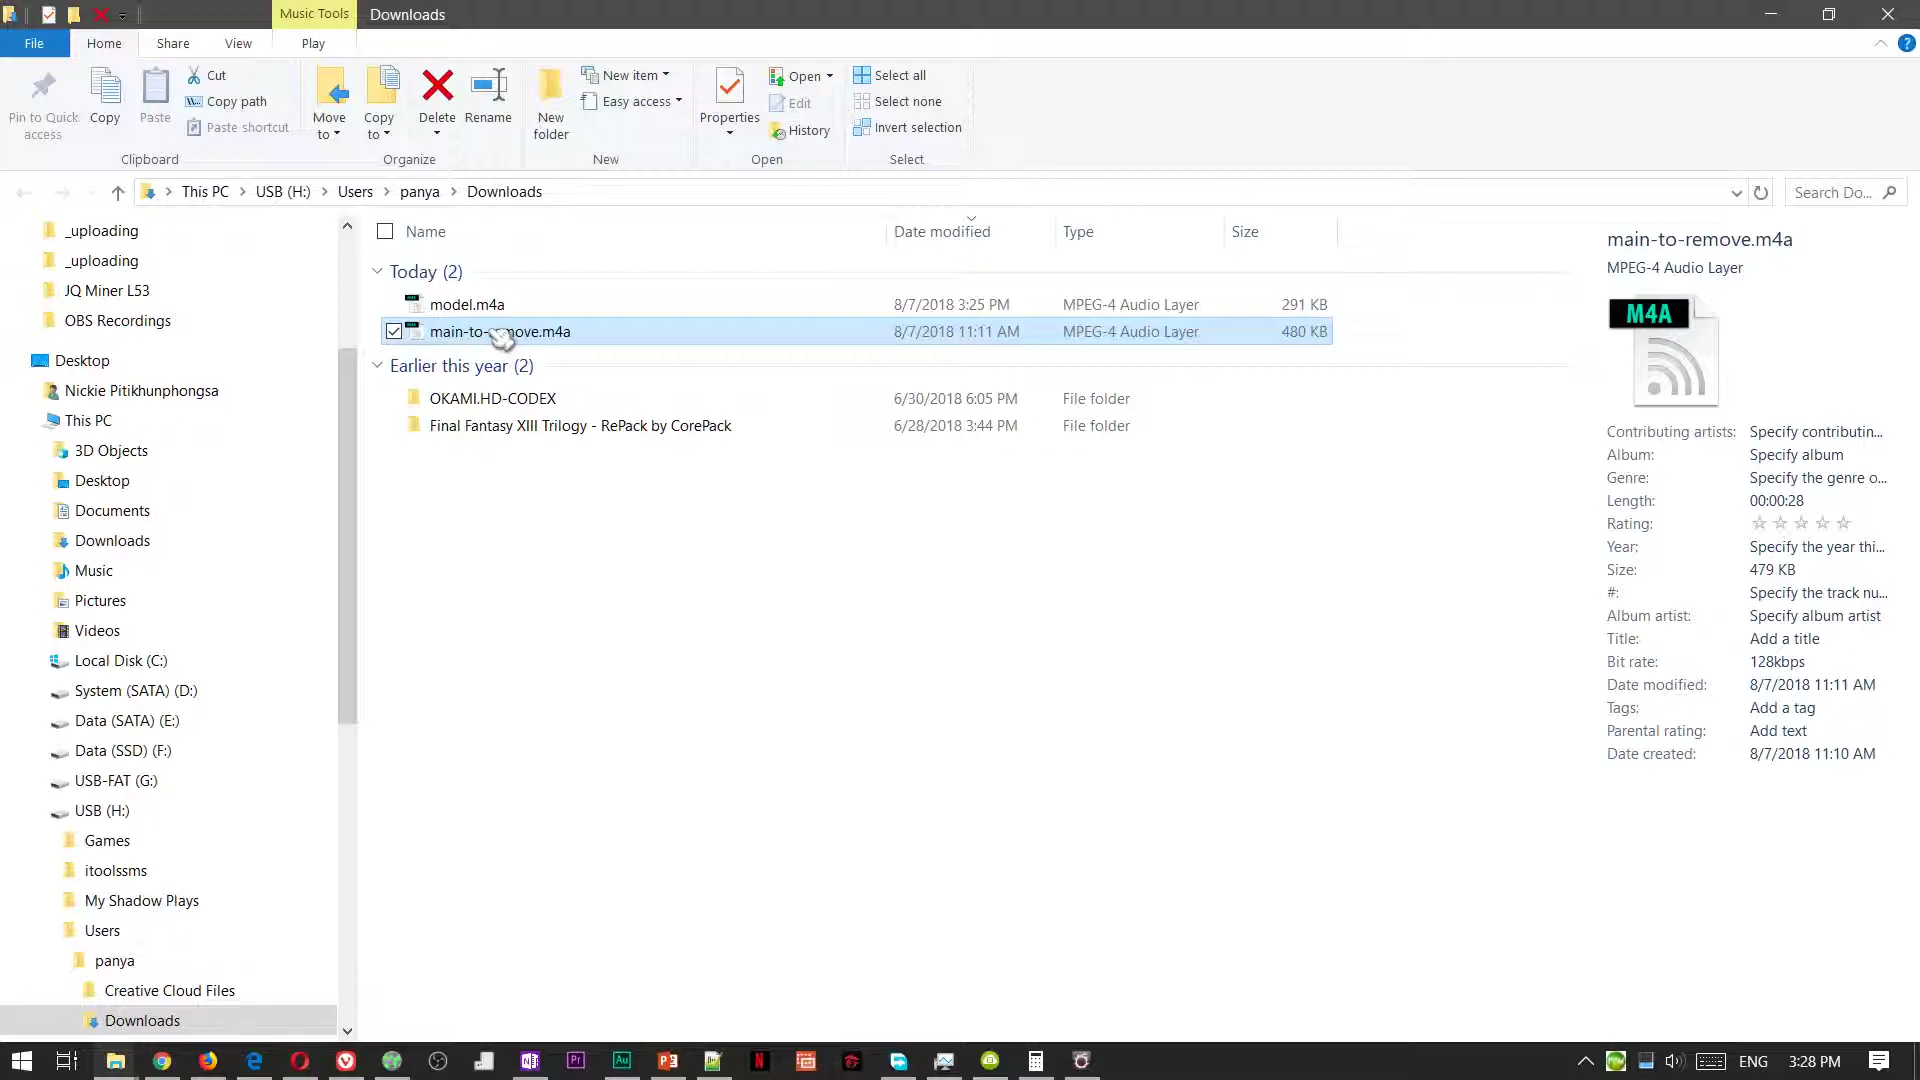 Music Tools Downloads
File Home Share View Play
Pin to Quick access
Copy
Paste
Cut
Copy path
Paste shortcut
Clipboard
Move to
Copy to
Delete
Rename
Organize
New folder
New item
Easy access
New
Properties
Open
Edit
History
Open
Select all
Select none
Invert selection
Select
This PC USB (H:) Users panya Downloads
Search Do...
_uploading
_uploading
JQ Miner L53
OBS Recordings
Desktop
Nickie Pitikhunphongsa
This PC
3D Objects
Desktop
Documents
Downloads
Music
Pictures
Videos
Local Disk (C:)
System (SATA) (D:)
Data (SATA) (E:)
Data (SSD) (F:)
USB-FAT (G:)
USB (H:)
Games
itoolssms
My Shadow Plays
Users
panya
Creative Cloud Files
Downloads
Name Date modified Type Size
Today (2)
model.m4a 8/7/2018 3:25 PM MPEG-4 Audio Layer 291 KB
main-to-remove.m4a 8/7/2018 11:11 AM MPEG-4 Audio Layer 480 KB
Earlier this year (2)
OKAMI.HD-CODEX 6/30/2018 6:05 PM File folder
Final Fantasy XIII Trilogy - RePack by CorePack 6/28/2018 3:44 PM File folder
main-to-remove.m4a
MPEG-4 Audio Layer
M4A
Contributing artists: Specify contributin...
Album: Specify album
Genre: Specify the genre o...
Length: 00:00:28
Rating:
Year: Specify the year thi...
Size: 479 KB
#: Specify the track nu...
Album artist: Specify album artist
Title: Add a title
Bit rate: 128kbps
Date modified: 8/7/2018 11:11 AM
Tags: Add a tag
Parental rating: Add text
Date created: 8/7/2018 11:10 AM
ENG 3:28 PM